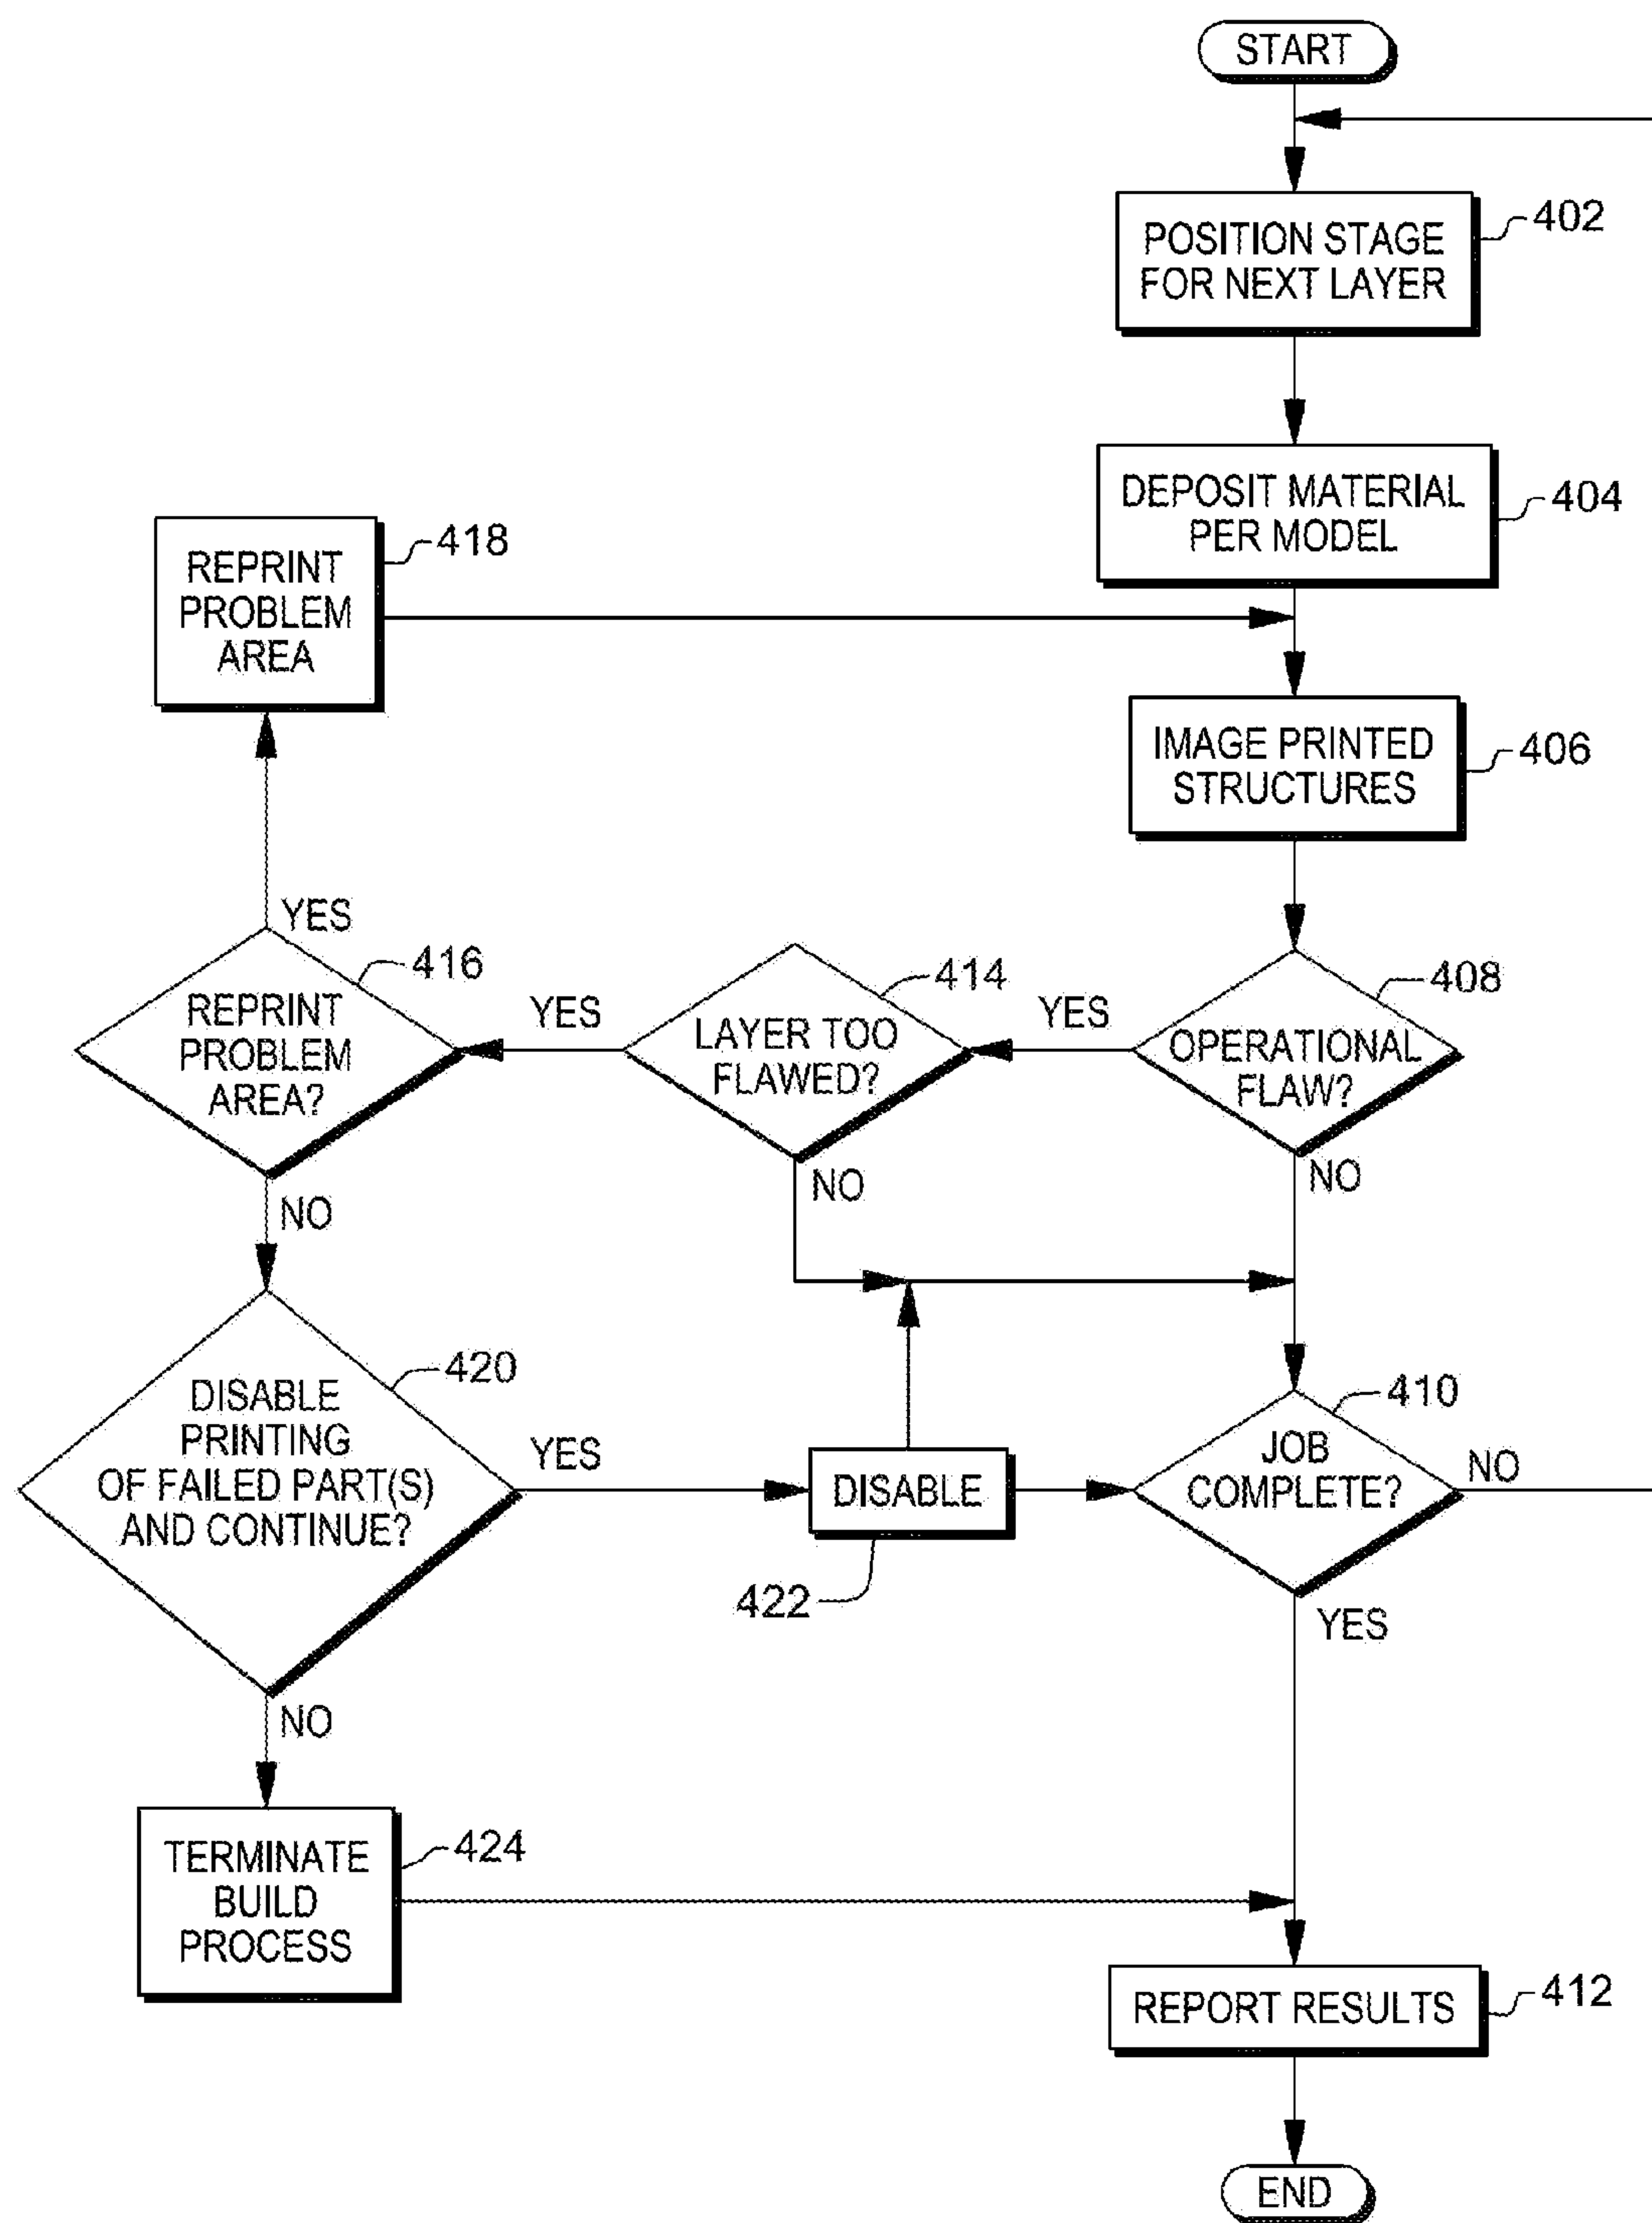 START
POSITION STAGE
FOR NEXT LAYER
402
DEPOSIT MATERIAL
PER MODEL
404
REPRINT
PROBLEM
AREA
418
IMAGE PRINTED
STRUCTURES
406
YES
REPRINT
PROBLEM
AREA?
416
YES
LAYER TOO
FLAWED?
414
YES
OPERATIONAL
FLAW?
408
NO
NO
NO
DISABLE
PRINTING
OF FAILED PART(S)
AND CONTINUE?
420
YES
DISABLE
422
JOB
COMPLETE?
410
NO
YES
NO
TERMINATE
BUILD
PROCESS
424
REPORT RESULTS
412
END